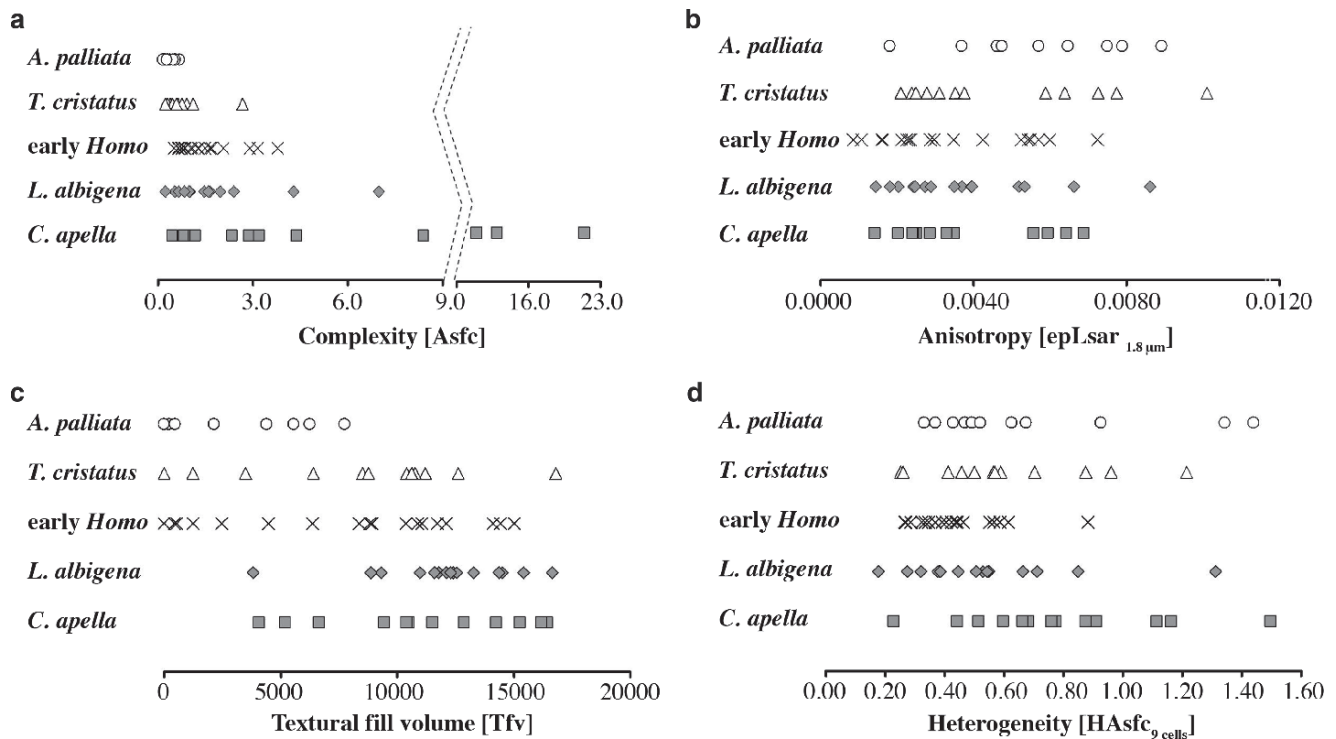 a
A. palliata
T. cristatus
early Homo
L. albigena
C. apella
0.0 3.0 6.0 9.0 9.0 16.0 23.0
Complexity [Asfc]
b
A. palliata
T. cristatus
early Homo
L. albigena
C. apella
0.0000 0.0040 0.0080 0.0120
Anisotropy [epLsar 1.8 μm]
c
A. palliata
T. cristatus
early Homo
L. albigena
C. apella
0 5000 10000 15000 20000
Textural fill volume [Tfv]
d
A. palliata
T. cristatus
early Homo
L. albigena
C. apella
0.00 0.20 0.40 0.60 0.80 1.00 1.20 1.40 1.60
Heterogeneity [HAsfc9 cells]